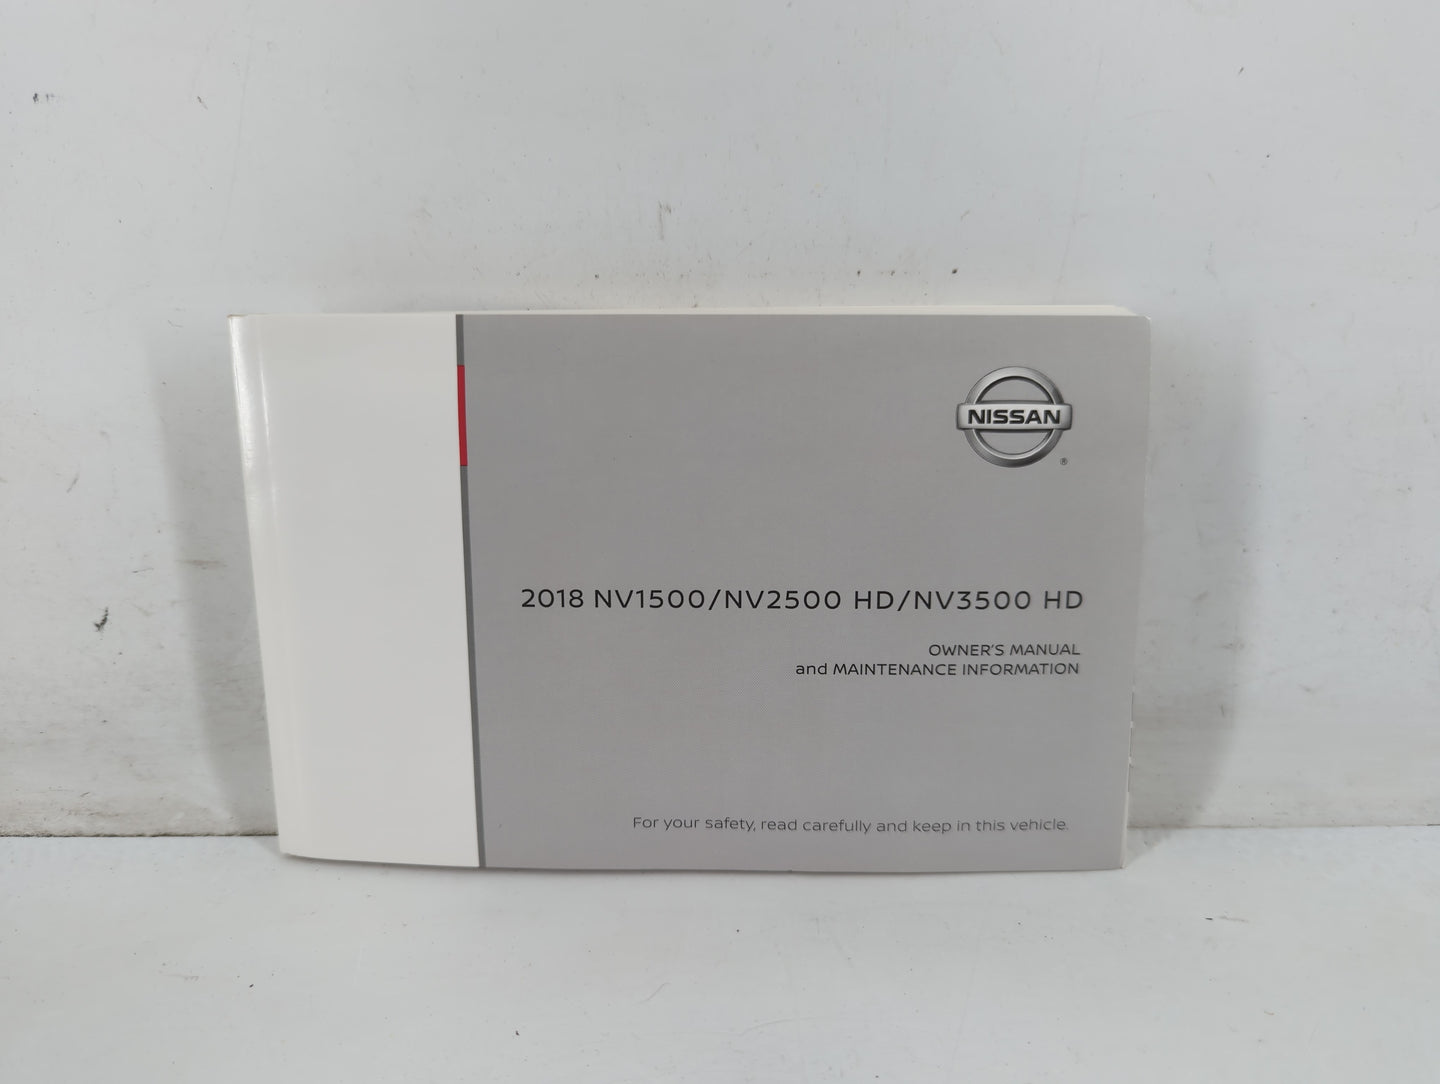 NISSAN
®
2018 NV1500/NV2500 HD/NV3500 HD
OWNER'S MANUAL
and MAINTENANCE INFORMATION
For your safety, read carefully and keep in this vehicle.